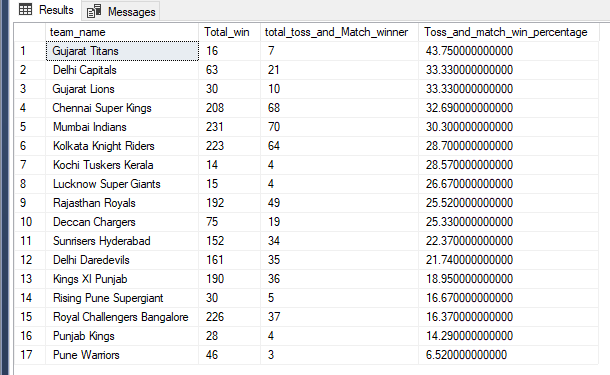 Results Messages
team_name Total_win total_toss_and_Match_winner Toss_and_match_win_percentage
1 Gujarat Titans 16 7 43.750000000000
2 Delhi Capitals 63 21 33.330000000000
3 Gujarat Lions 30 10 33.330000000000
4 Chennai Super Kings 208 68 32.690000000000
5 Mumbai Indians 231 70 30.300000000000
6 Kolkata Knight Riders 223 64 28.700000000000
7 Kochi Tuskers Kerala 14 4 28.570000000000
8 Lucknow Super Giants 15 4 26.670000000000
9 Rajasthan Royals 192 49 25.520000000000
10 Deccan Chargers 75 19 25.330000000000
11 Sunrisers Hyderabad 152 34 22.370000000000
12 Delhi Daredevils 161 35 21.740000000000
13 Kings XI Punjab 190 36 18.950000000000
14 Rising Pune Supergiant 30 5 16.670000000000
15 Royal Challengers Bangalore 226 37 16.370000000000
16 Punjab Kings 28 4 14.290000000000
17 Pune Warriors 46 3 6.520000000000